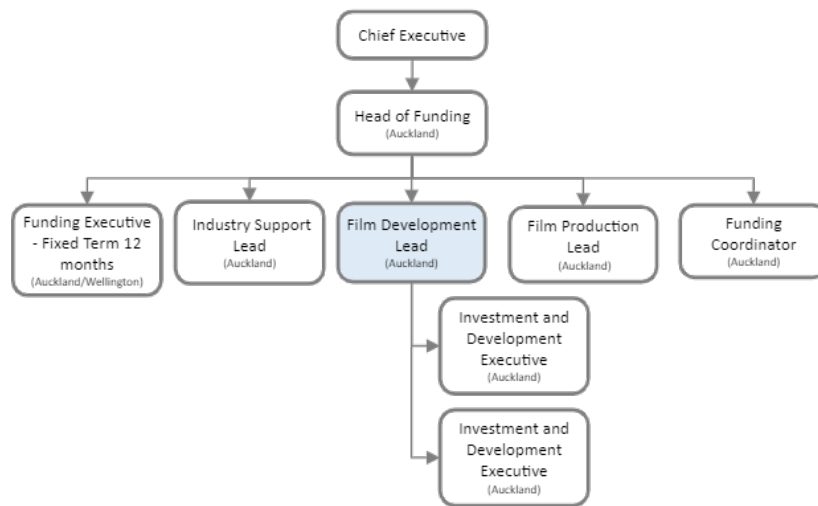 Chief Executive
Head of Funding
(Auckland)
Funding Executive
- Fixed Term 12
months
(Auckland/Wellington)
Industry Support
Lead
(Auckland)
Film Development
Lead
(Auckland)
Film Production
Lead
(Auckland)
Funding
Coordinator
(Auckland)
Investment and
Development
Executive
(Auckland)
Investment and
Development
Executive
(Auckland)